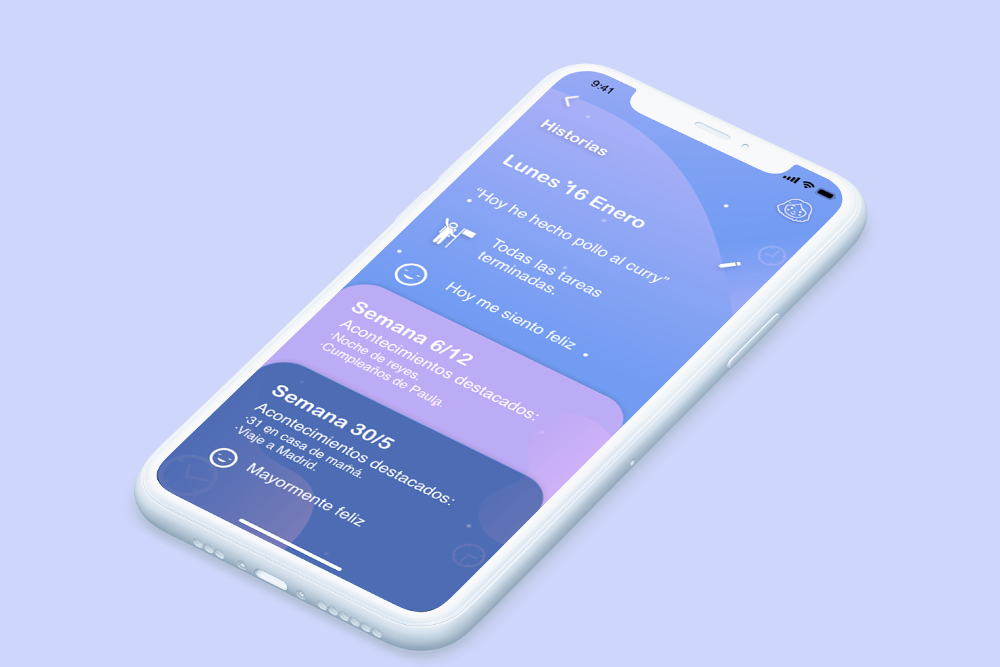 9:41
Historias
Lunes 16 Enero
“Hoy he hecho pollo al curry”
Todas las tareas
terminadas.
Hoy me siento feliz
Semana 6/12
Acontecimientos destacados:
·Noche de reyes.
·Cumpleaños de Paula.
Semana 30/5
Acontecimientos destacados:
·31 en casa de mamá.
·Viaje a Madrid.
Mayormente feliz